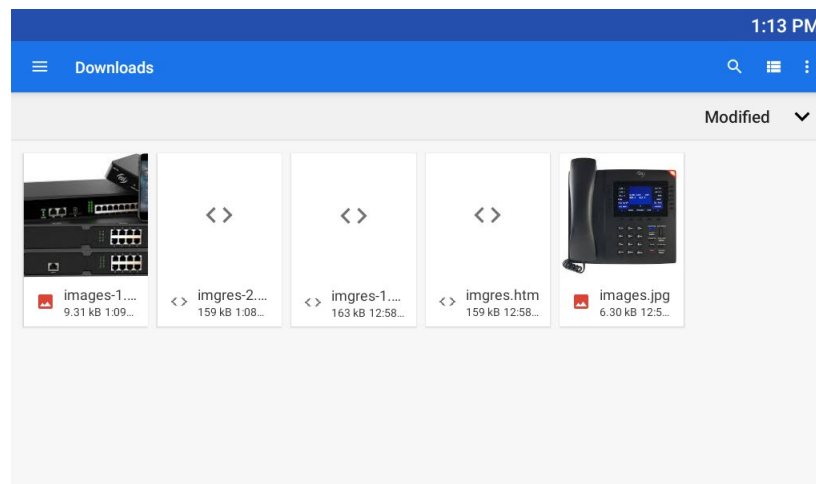 1:13 PM
Downloads
Modified
images-1....
9.31 kB 1:09...
imgres-2....
159 kB 1:08...
imgres-1....
163 kB 12:58...
imgres.htm
159 kB 12:58...
images.jpg
6.30 kB 12:5...